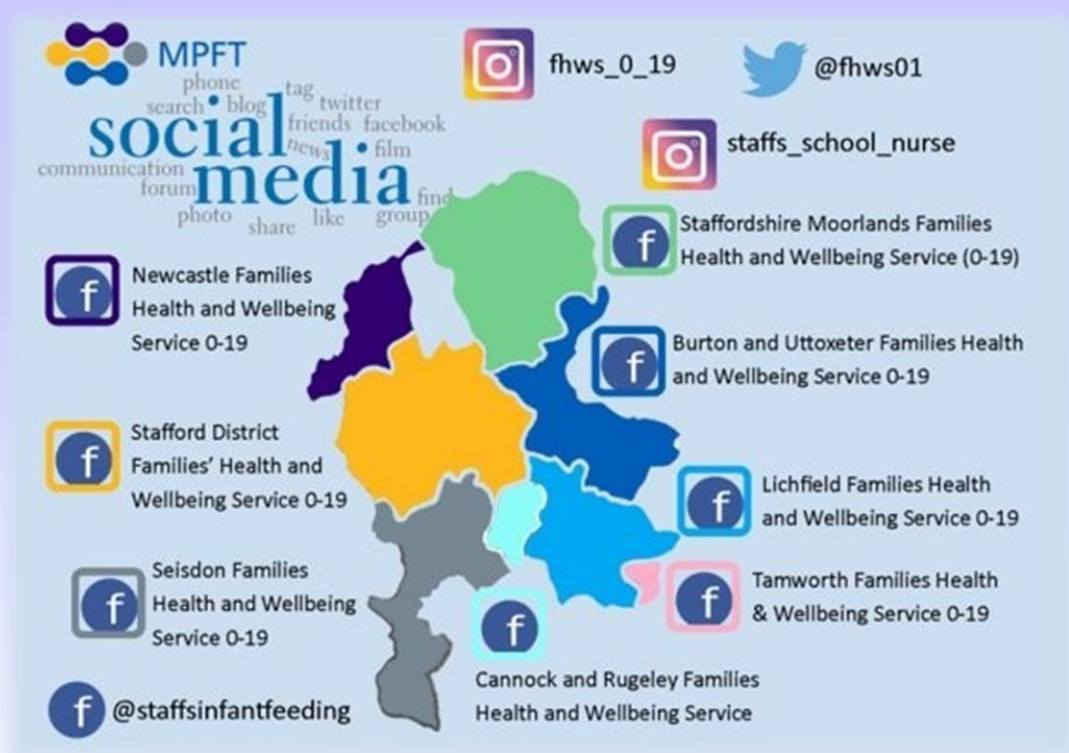 MPFT
phone
tag
search
blog
twitter
social
friends
facebook
news
film
communication
forum
media
find
photo
share
like
group
fhws_0_19
@fhws01
staffs_school_nurse
Staffordshire Moorlands Families
Health and Wellbeing Service (0-19)
Newcastle Families
Health and Wellbeing
Service 0-19
Burton and Uttoxeter Families Health
and Wellbeing Service 0-19
Stafford District
Families’ Health and
Wellbeing Service 0-19
Lichfield Families Health
and Wellbeing Service 0-19
Seisdon Families
Health and Wellbeing
Service 0-19
Tamworth Families Health
& Wellbeing Service 0-19
Cannock and Rugeley Families
Health and Wellbeing Service
@staffsinfantfeeding